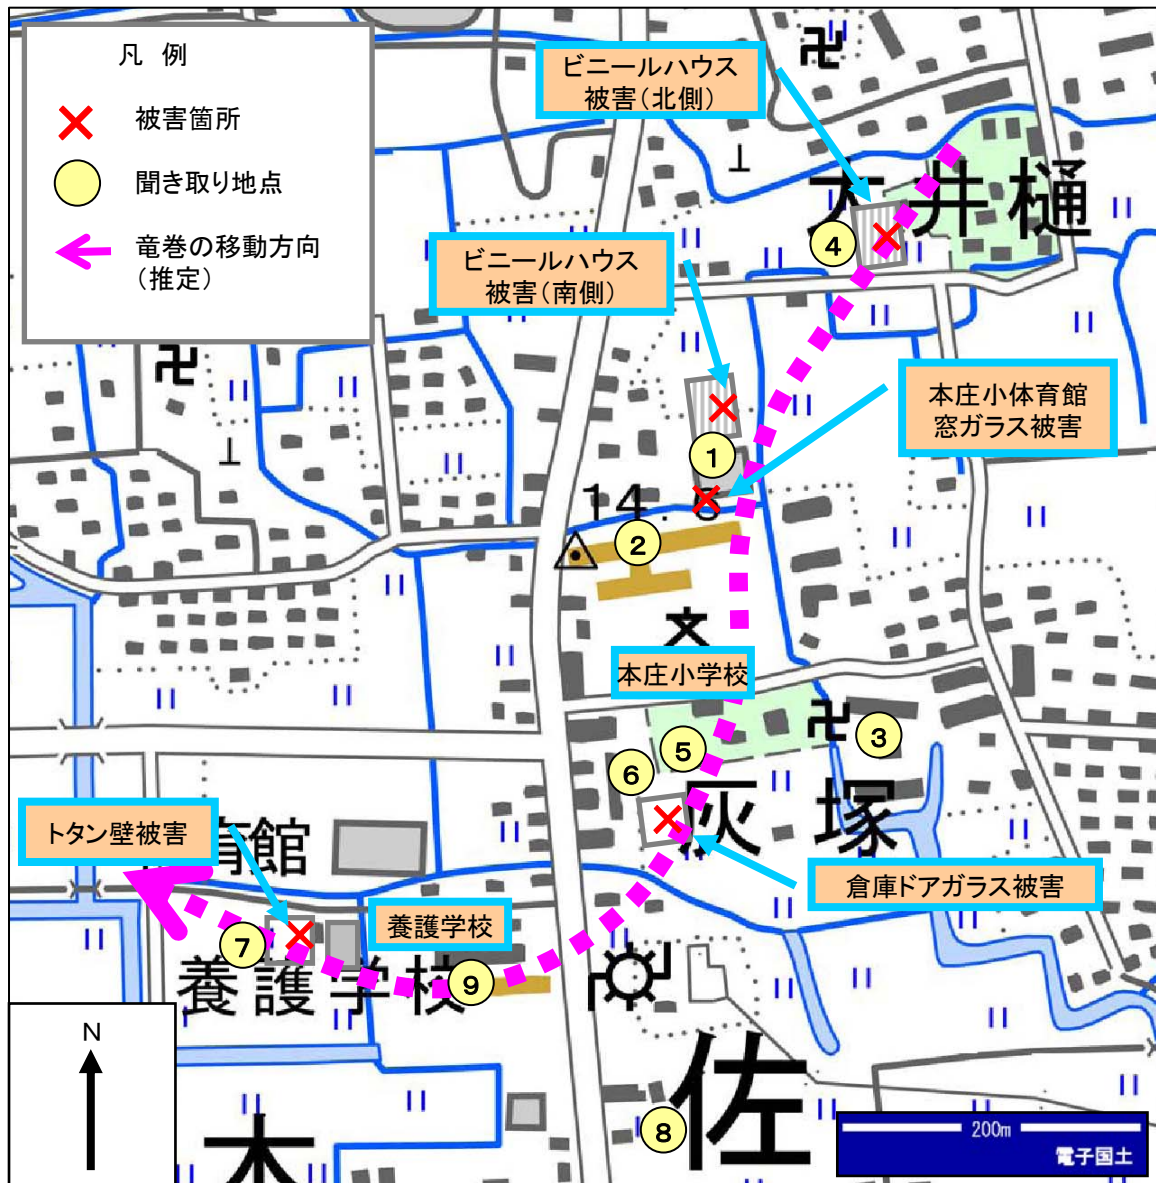 凡 例
被害箇所
聞き取り地点
竜巻の移動方向
(推定)
ビニールハウス
被害(北側)
大井樋
4
ビニールハウス
被害(南側)
本庄小体育館
窓ガラス被害
1
14.6
2
文
本庄小学校
3
5
6
灰塚
トタン壁被害
育館
倉庫ドアガラス被害
養護学校
7
養護学校
9
N
佐
8
木
200m
電子国土